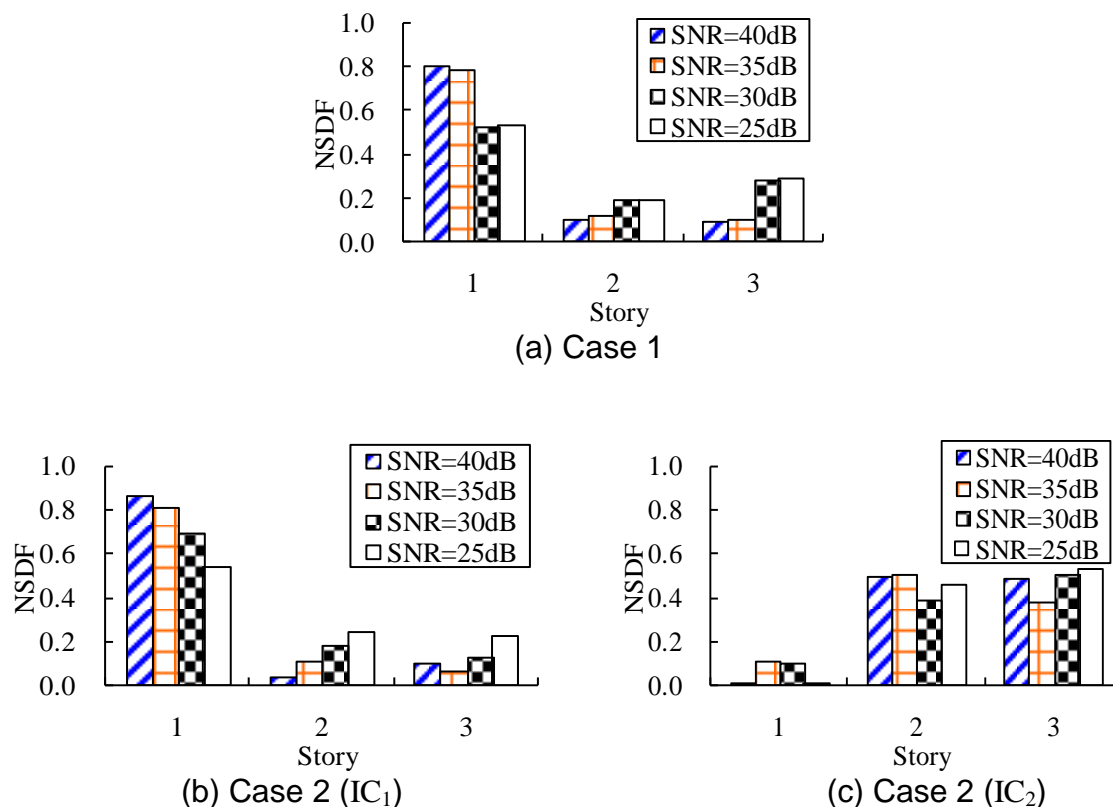 1.0
0.8
0.6
0.4
0.2
0.0
NSDF
SNR=40dB
SNR=35dB
SNR=30dB
SNR=25dB
1 2 3
Story
(a) Case 1
1.0
0.8
0.6
0.4
0.2
0.0
NSDF
SNR=40dB
SNR=35dB
SNR=30dB
SNR=25dB
1 2 3
Story
(b) Case 2 (IC₁)
1.0
0.8
0.6
0.4
0.2
0.0
NSDF
SNR=40dB
SNR=35dB
SNR=30dB
SNR=25dB
1 2 3
Story
(c) Case 2 (IC₂)